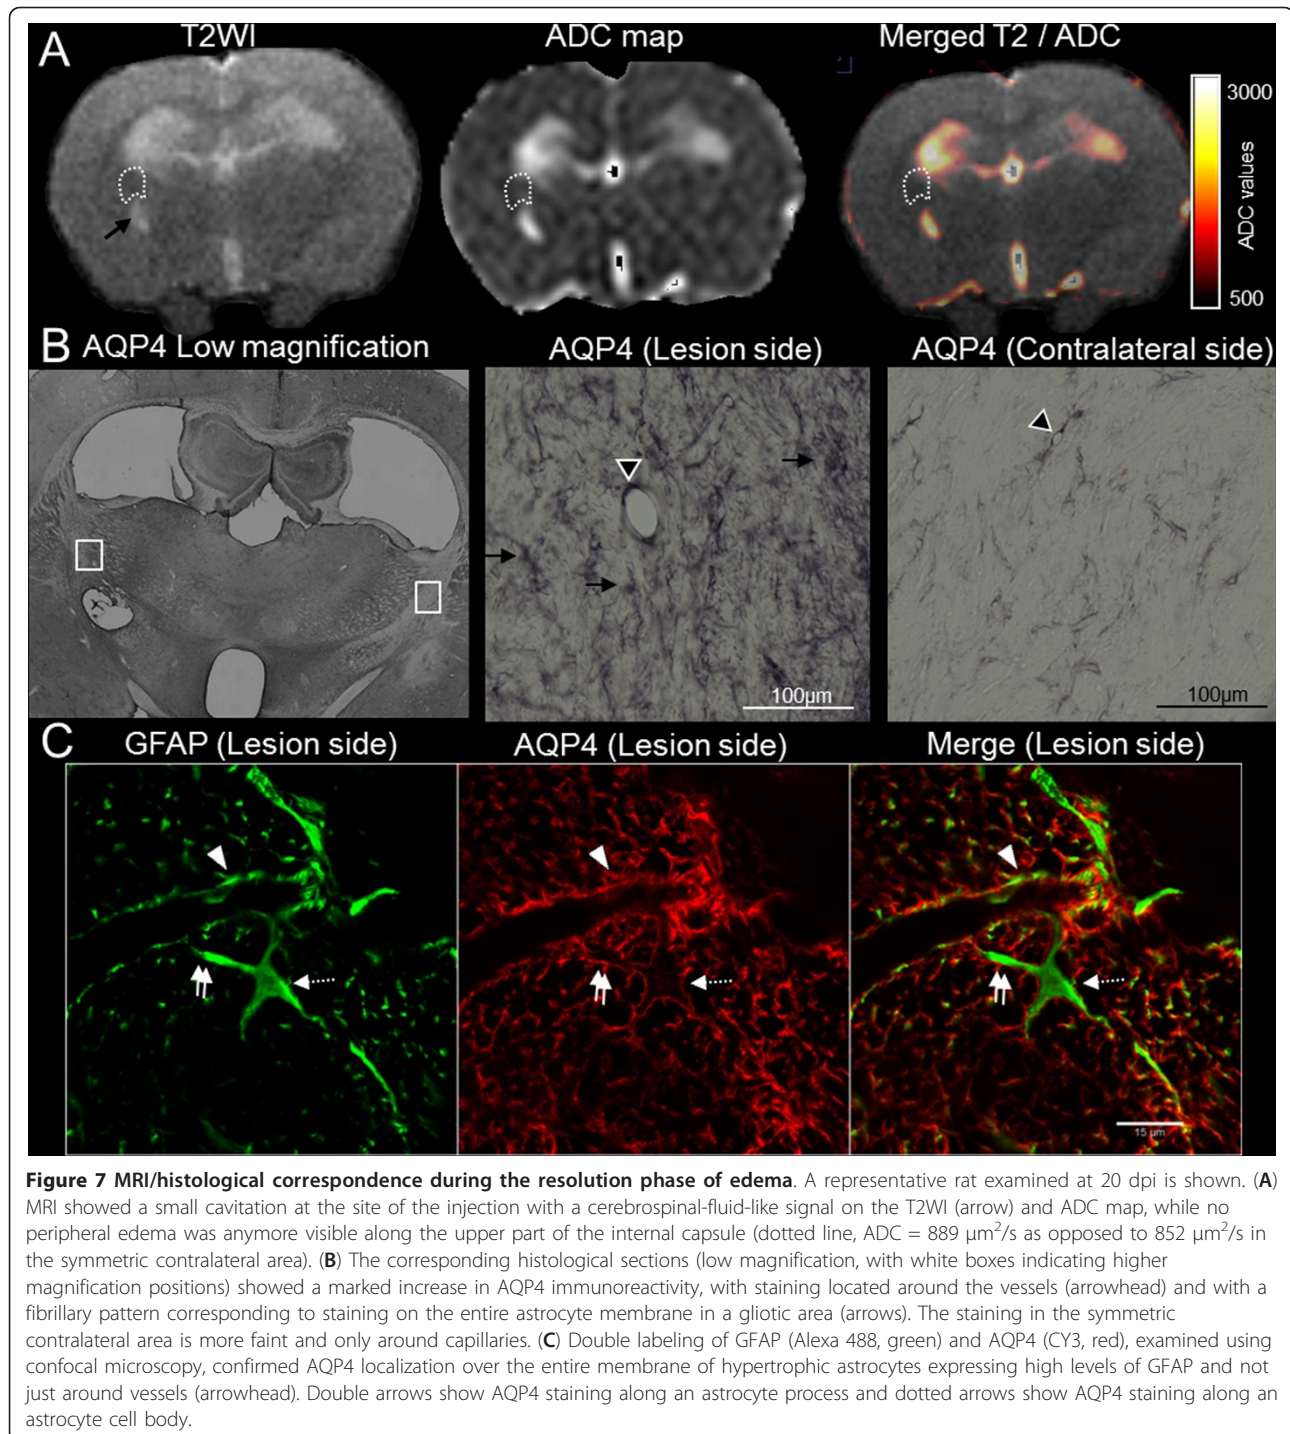 A
T2WI
ADC map
Merged T2 / ADC
3000
ADC values
500
B
AQP4 Low magnification
AQP4 (Lesion side)
AQP4 (Contralateral side)
100µm
100µm
C
GFAP (Lesion side)
AQP4 (Lesion side)
Merge (Lesion side)
15 µm
Figure 7 MRI/histological correspondence during the resolution phase of edema. A representative rat examined at 20 dpi is shown. (A)
MRI showed a small cavitation at the site of the injection with a cerebrospinal-fluid-like signal on the T2WI (arrow) and ADC map, while no
peripheral edema was anymore visible along the upper part of the internal capsule (dotted line, ADC = 889 μm²/s as opposed to 852 μm²/s in
the symmetric contralateral area). (B) The corresponding histological sections (low magnification, with white boxes indicating higher
magnification positions) showed a marked increase in AQP4 immunoreactivity, with staining located around the vessels (arrowhead) and with a
fibrillary pattern corresponding to staining on the entire astrocyte membrane in a gliotic area (arrows). The staining in the symmetric
contralateral area is more faint and only around capillaries. (C) Double labeling of GFAP (Alexa 488, green) and AQP4 (CY3, red), examined using
confocal microscopy, confirmed AQP4 localization over the entire membrane of hypertrophic astrocytes expressing high levels of GFAP and not
just around vessels (arrowhead). Double arrows show AQP4 staining along an astrocyte process and dotted arrows show AQP4 staining along an
astrocyte cell body.